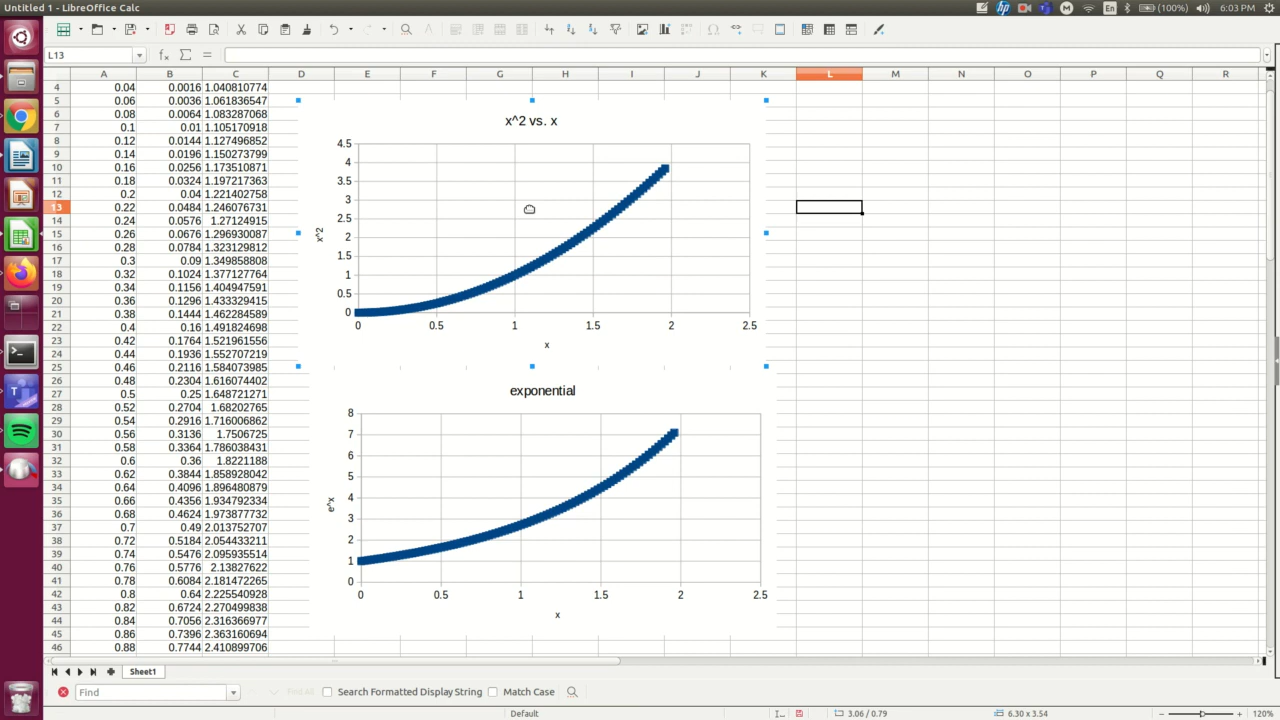 Untitled 1 - LibreOffice Calc
En (100%) 6:03 PM
L13
A B C D E F G H I J K L M N O P Q R
4 0.04 0.0016 1.040810774
5 0.06 0.0036 1.061836547
6 0.08 0.0064 1.083287068
7 0.1 0.01 1.105170918
8 0.12 0.0144 1.127496852
9 0.14 0.0196 1.150273799
10 0.16 0.0256 1.173510871
11 0.18 0.0324 1.197217363
12 0.2 0.04 1.221402758
13 0.22 0.0484 1.246076731
14 0.24 0.0576 1.27124915
15 0.26 0.0676 1.296930087
16 0.28 0.0784 1.323129812
17 0.3 0.09 1.349858808
18 0.32 0.1024 1.377127764
19 0.34 0.1156 1.404947591
20 0.36 0.1296 1.433329415
21 0.38 0.1444 1.462284589
22 0.4 0.16 1.491824698
23 0.42 0.1764 1.521961556
24 0.44 0.1936 1.552707219
25 0.46 0.2116 1.584073985
26 0.48 0.2304 1.616074402
27 0.5 0.25 1.648721271
28 0.52 0.2704 1.68202765
29 0.54 0.2916 1.716006862
30 0.56 0.3136 1.7506725
31 0.58 0.3364 1.786038431
32 0.6 0.36 1.8221188
33 0.62 0.3844 1.858928042
34 0.64 0.4096 1.896480879
35 0.66 0.4356 1.934792334
36 0.68 0.4624 1.973877732
37 0.7 0.49 2.013752707
38 0.72 0.5184 2.054433211
39 0.74 0.5476 2.095935514
40 0.76 0.5776 2.13827622
41 0.78 0.6084 2.181472265
42 0.8 0.64 2.225540928
43 0.82 0.6724 2.270499838
44 0.84 0.7056 2.316366977
45 0.86 0.7396 2.363160694
46 0.88 0.7744 2.410899706
x^2 vs. x
4.5
4
3.5
3
2.5
2
1.5
1
0.5
0
x^2
0 0.5 1 1.5 2 2.5
x
exponential
8
7
6
5
4
3
2
1
0
e^x
0 0.5 1 1.5 2 2.5
x
Sheet1
Find Find All Search Formatted Display String Match Case
Default 3.06 / 0.79 6.30 x 3.54 120%